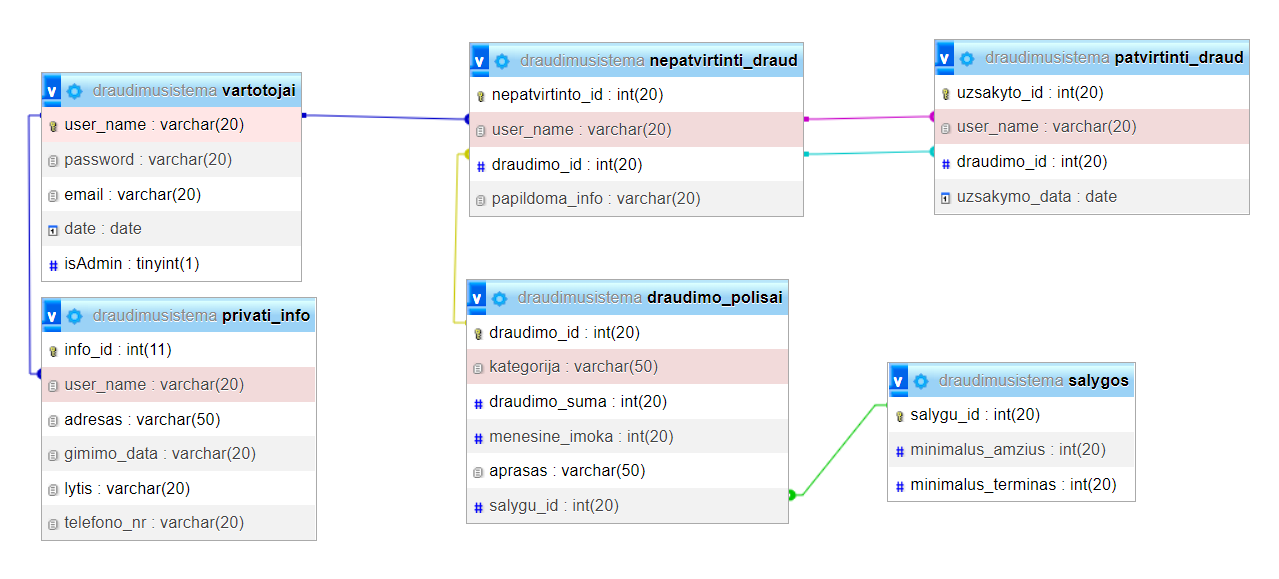 draudimusistema vartotojai
user_name : varchar(20)
password : varchar(20)
email : varchar(20)
date : date
isAdmin : tinyint(1)
draudimusistema privati_info
info_id : int(11)
user_name : varchar(20)
adresas : varchar(50)
gimimo_data : varchar(20)
lytis : varchar(20)
telefono_nr : varchar(20)
draudimusistema nepatvirtinti_draud
nepatvirtinto_id : int(20)
user_name : varchar(20)
draudimo_id : int(20)
papildoma_info : varchar(20)
draudimusistema draudimo_polisai
draudimo_id : int(20)
kategorija : varchar(50)
draudimo_suma : int(20)
menesine_imoka : int(20)
aprasas : varchar(50)
salygu_id : int(20)
draudimusistema patvirtinti_draud
uzsakyto_id : int(20)
user_name : varchar(20)
draudimo_id : int(20)
uzsakymo_data : date
draudimusistema salygos
salygu_id : int(20)
minimalus_amzius : int(20)
minimalus_terminas : int(20)